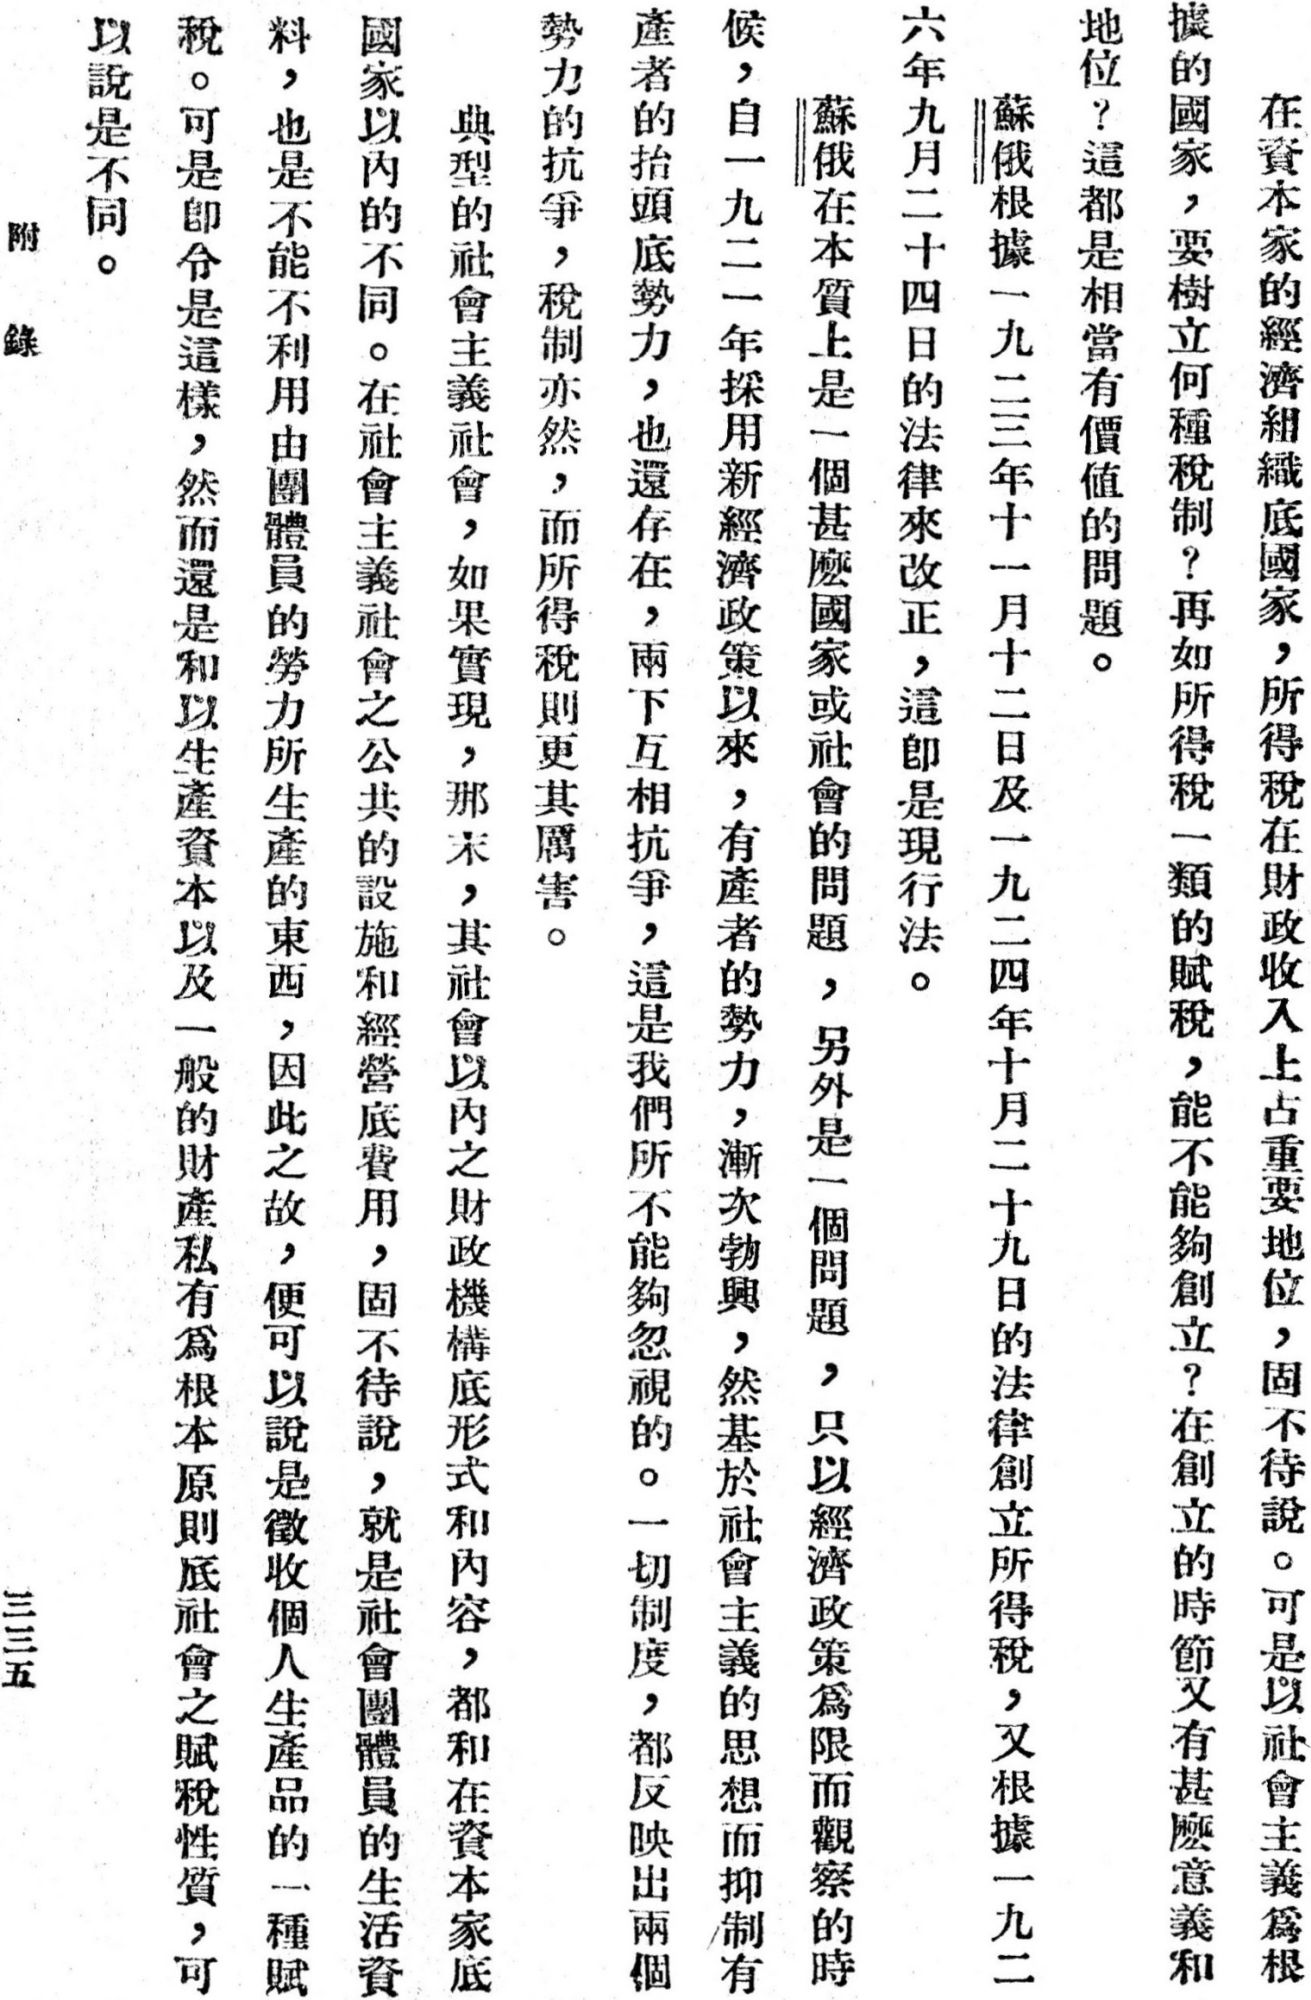 在資本家的經濟組織底國家，所得稅在財政收入上占重要地位，固不待說。可是以社會主義爲根
據的國家，要樹立何種稅制？再如所得稅一類的賦稅，能不能夠創立？在創立的時節又有甚麽意義和
地位？這都是相當有價値的問題。
蘇俄根據一九二三年十一月十二日及一九二四年十月二十九日的法律創立所得稅，又根據一九二
六年九月二十四日的法律來改正，這卽是現行法。
蘇俄在本質上是一個甚麽國家或社會的問題，另外是一個問題，只以經濟政策爲限而觀察的時
候，自一九二一年採用新經濟政策以來，有產者的勢力，漸次勃興，然基於社會主義的思想而抑制有
產者的抬頭底勢力，也還存在，兩下互相抗爭，這是我們所不能夠忽視的。一切制度，都反映出兩個
勢力的抗爭，稅制亦然，而所得稅則更其厲害。
典型的社會主義社會，如果實現，那末，其社會以內之財政機構底形式和內容，都和在資本家底
國家以內的不同。在社會主義社會之公共的設施和經營底費用，固不待說，就是社會團體員的生活資
料，也是不能不利用由團體員的勞力所生產的東西，因此之故，便可以說是徵收個人生產品的一種賦
稅。可是卽令是這樣，然而還是和以生產資本以及一般的財產私有爲根本原則底社會之賦稅性質，可
以說是不同。
附錄
三三五